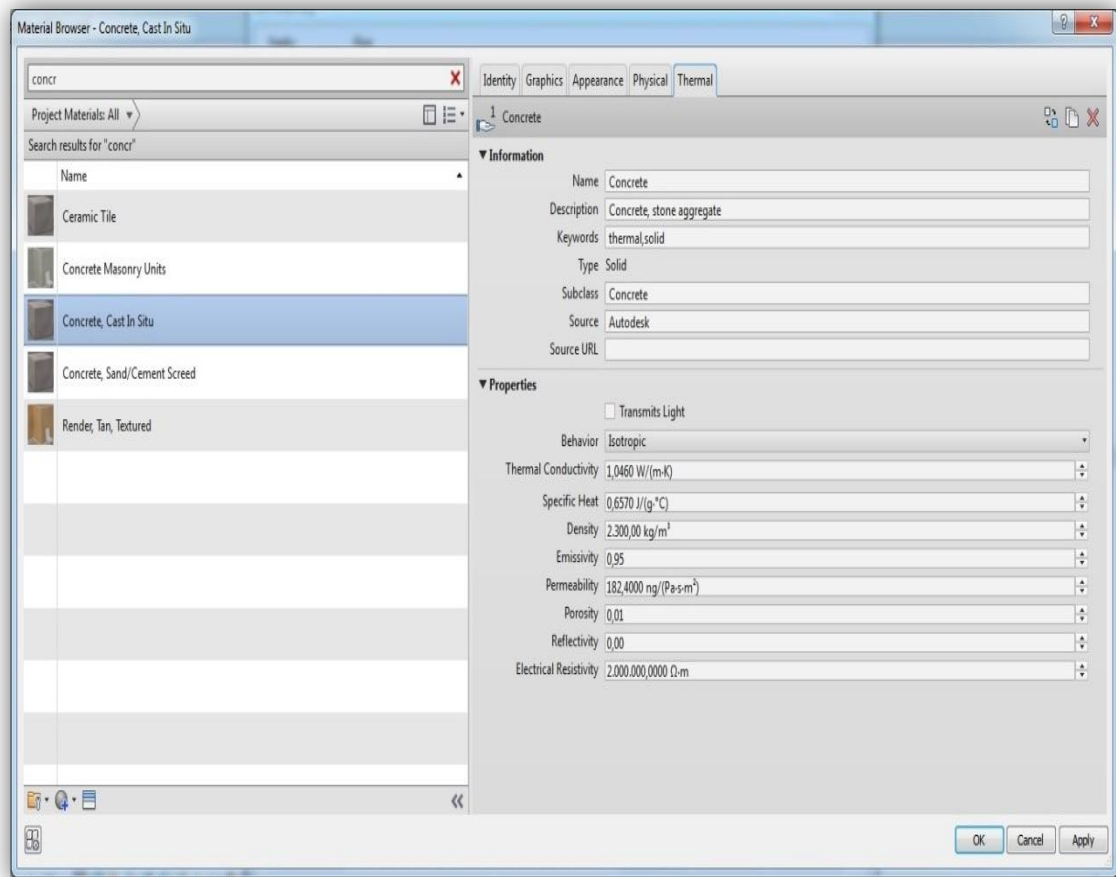 Material Browser - Concrete, Cast In Situ
concr
Project Materials: All
Search results for "concr"
Name
Ceramic Tile
Concrete Masonry Units
Concrete, Cast In Situ
Concrete, Sand/Cement Screed
Render, Tan, Textured
Identity Graphics Appearance Physical Thermal
1 Concrete
Information
Name Concrete
Description Concrete, stone aggregate
Keywords thermal,solid
Type Solid
Subclass Concrete
Source Autodesk
Source URL
Properties
Transmits Light
Behavior Isotropic
Thermal Conductivity 1,0460 W/(m·K)
Specific Heat 0,6570 J/(g·°C)
Density 2.300,00 kg/m³
Emissivity 0,95
Permeability 182,4000 ng/(Pa·s·m²)
Porosity 0,01
Reflectivity 0,00
Electrical Resistivity 2.000.000,0000 Ω·m
OK Cancel Apply